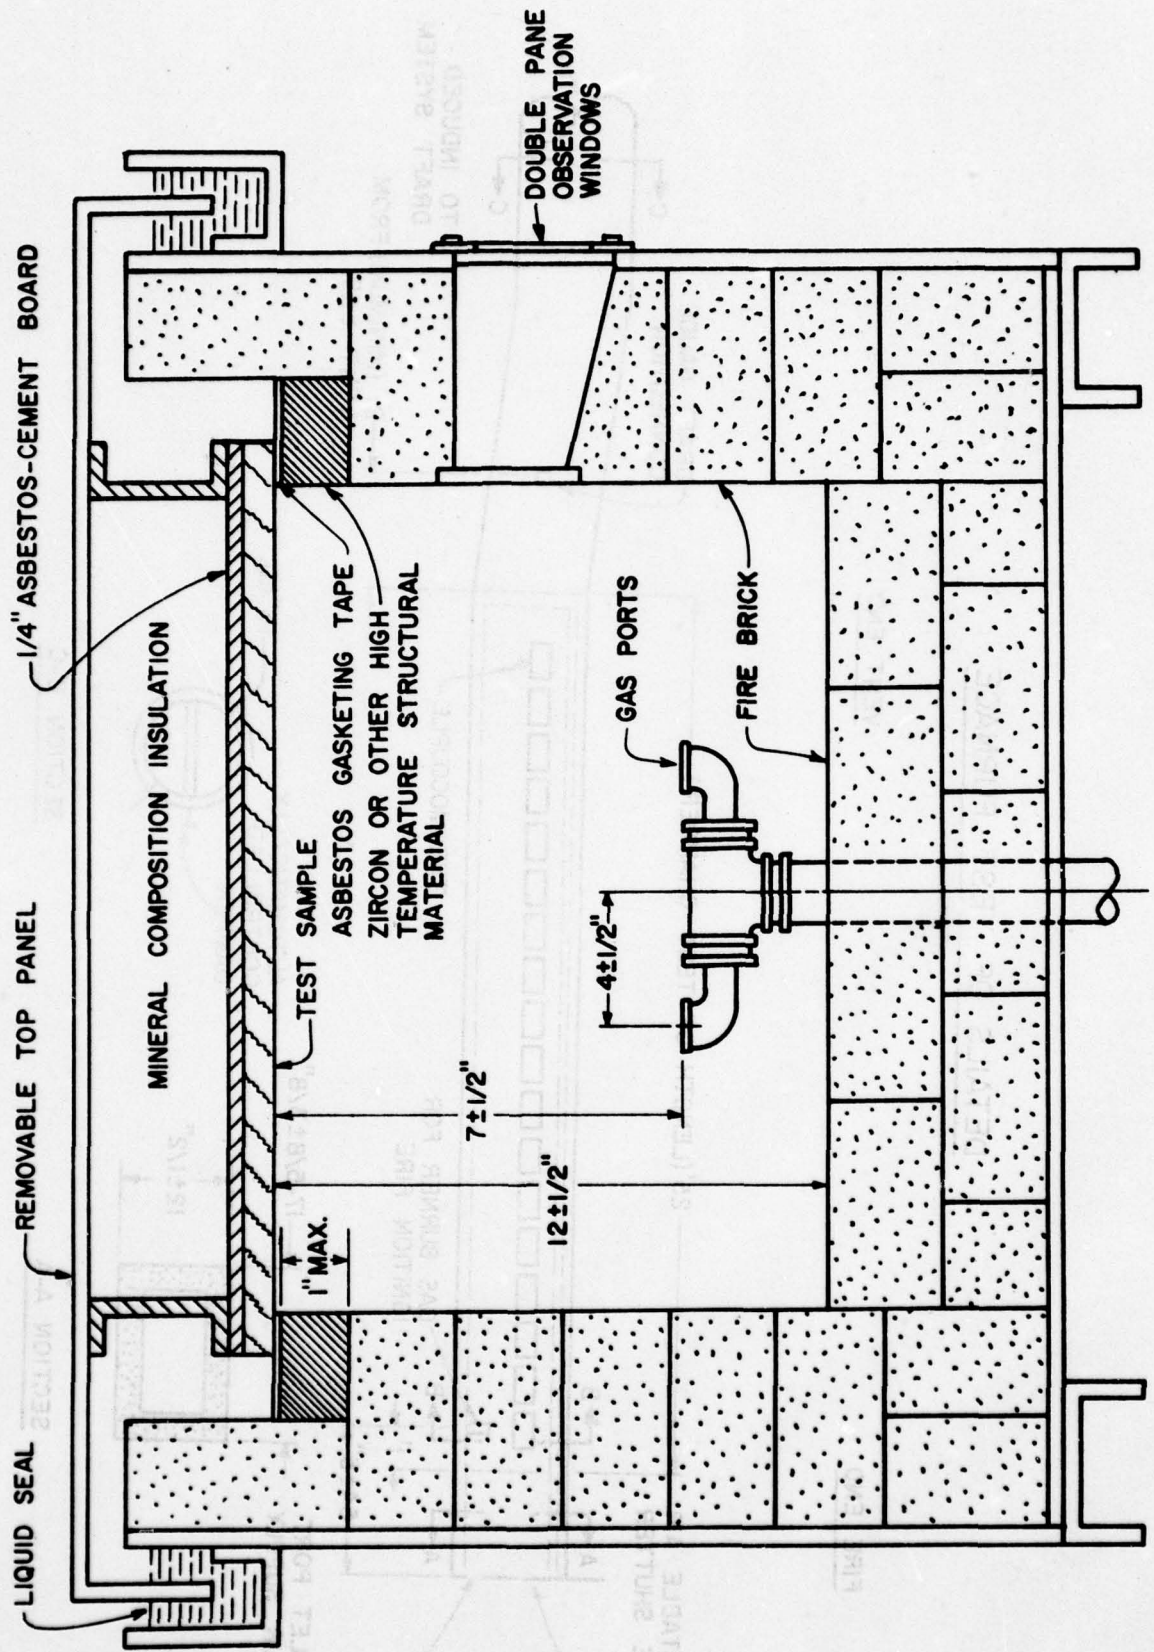 LIQUID SEAL
REMOVABLE TOP PANEL
1/4" ASBESTOS-CEMENT BOARD
MINERAL COMPOSITION INSULATION
TEST SAMPLE
ASBESTOS GASKETING TAPE
ZIRCON OR OTHER HIGH
TEMPERATURE STRUCTURAL
MATERIAL
1" MAX.
7±1/2"
12±1/2"
4±1/2"
GAS PORTS
FIRE BRICK
DOUBLE PANE
OBSERVATION
WINDOWS